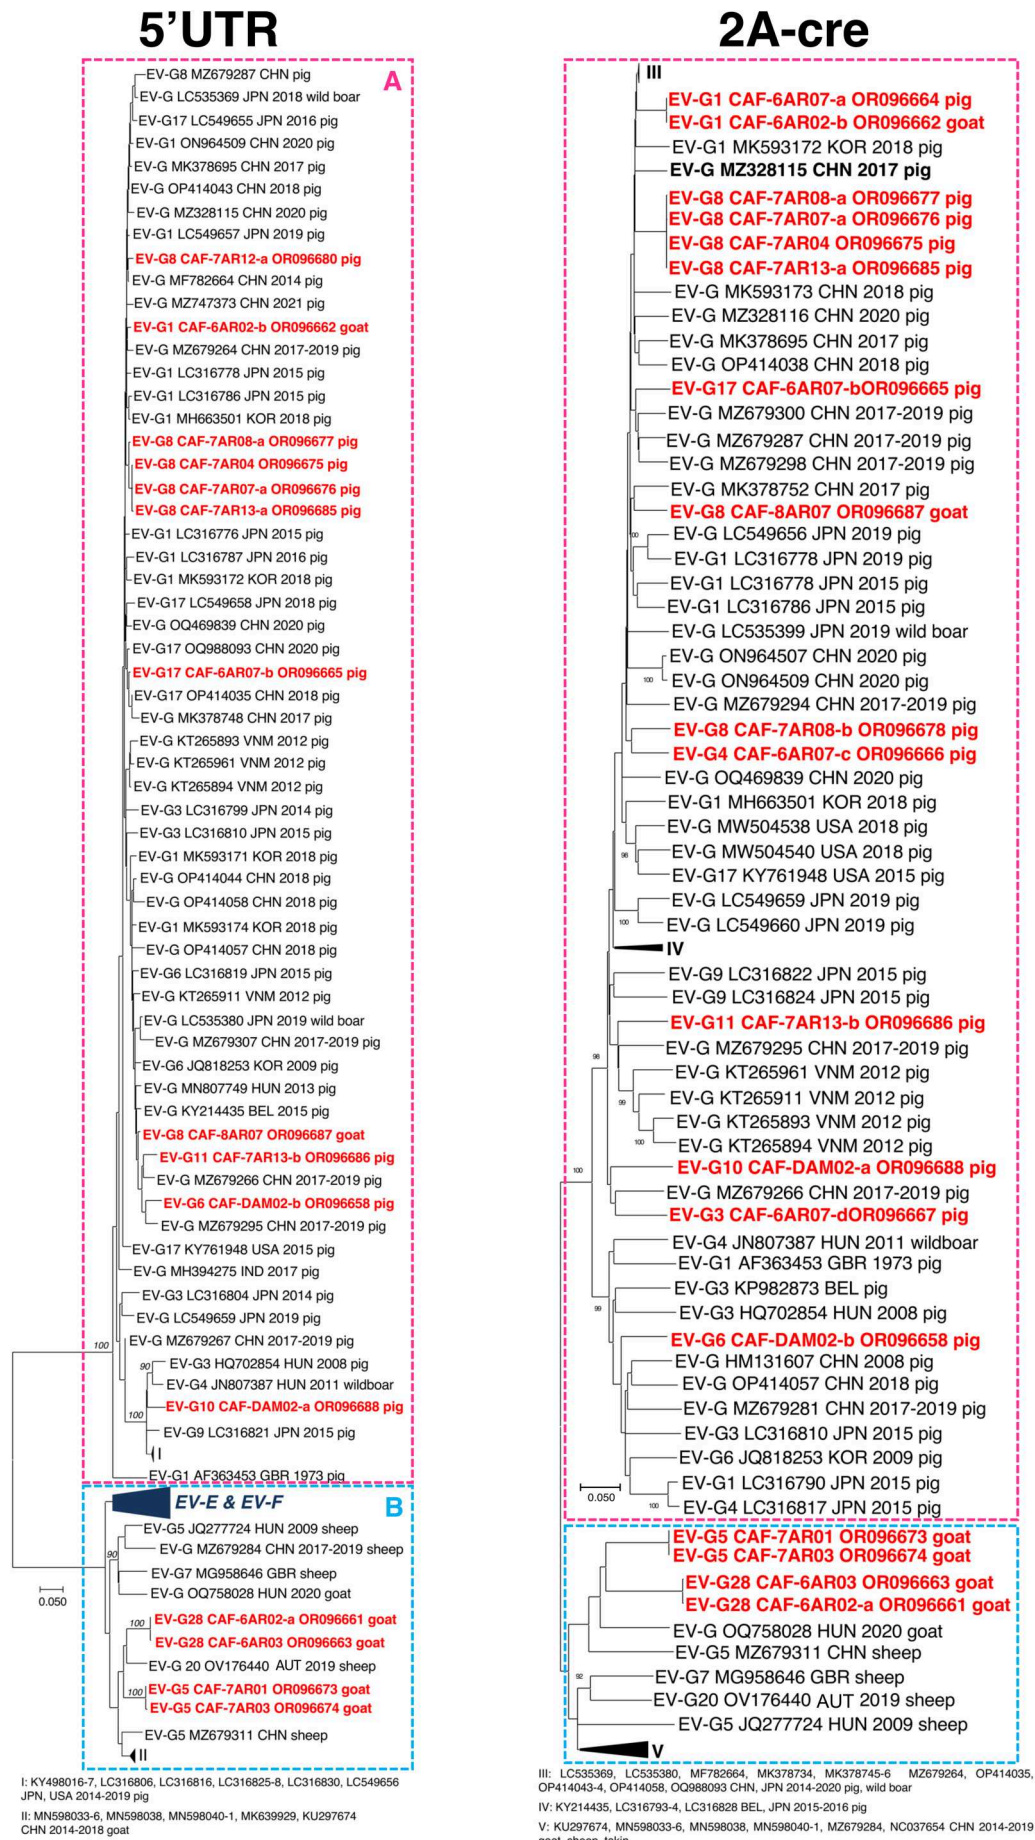 5’UTR
A
EV-G8 MZ679287 CHN pig
EV-G LC535369 JPN 2018 wild boar
EV-G17 LC549655 JPN 2016 pig
EV-G1 ON964509 CHN 2020 pig
EV-G MK378695 CHN 2017 pig
EV-G OP414043 CHN 2018 pig
EV-G MZ328115 CHN 2020 pig
EV-G1 LC549657 JPN 2019 pig
EV-G8 CAF-7AR12-a OR096680 pig
EV-G MF782664 CHN 2014 pig
EV-G MZ747373 CHN 2021 pig
EV-G1 CAF-6AR02-b OR096662 goat
EV-G MZ679264 CHN 2017-2019 pig
EV-G1 LC316778 JPN 2015 pig
EV-G1 LC316786 JPN 2015 pig
EV-G1 MH663501 KOR 2018 pig
EV-G8 CAF-7AR08-a OR096677 pig
EV-G8 CAF-7AR04 OR096675 pig
EV-G8 CAF-7AR07-a OR096676 pig
EV-G8 CAF-7AR13-a OR096685 pig
EV-G1 LC316776 JPN 2015 pig
EV-G1 LC316787 JPN 2016 pig
EV-G1 MK593172 KOR 2018 pig
EV-G17 LC549658 JPN 2018 pig
EV-G OQ469839 CHN 2020 pig
EV-G17 OQ988093 CHN 2020 pig
EV-G17 CAF-6AR07-b OR096665 pig
EV-G17 OP414035 CHN 2018 pig
EV-G MK378748 CHN 2017 pig
EV-G KT265893 VNM 2012 pig
EV-G KT265961 VNM 2012 pig
EV-G KT265894 VNM 2012 pig
EV-G3 LC316799 JPN 2014 pig
EV-G3 LC316810 JPN 2015 pig
EV-G1 MK593171 KOR 2018 pig
EV-G OP414044 CHN 2018 pig
EV-G OP414058 CHN 2018 pig
EV-G1 MK593174 KOR 2018 pig
EV-G OP414057 CHN 2018 pig
EV-G6 LC316819 JPN 2015 pig
EV-G KT265911 VNM 2012 pig
EV-G LC535380 JPN 2019 wild boar
EV-G MZ679307 CHN 2017-2019 pig
EV-G6 JQ818253 KOR 2009 pig
EV-G MN807749 HUN 2013 pig
EV-G KY214435 BEL 2015 pig
EV-G8 CAF-8AR07 OR096687 goat
EV-G11 CAF-7AR13-b OR096686 pig
EV-G MZ679266 CHN 2017-2019 pig
EV-G6 CAF-DAM02-b OR096658 pig
EV-G MZ679295 CHN 2017-2019 pig
EV-G17 KY761948 USA 2015 pig
EV-G MH394275 IND 2017 pig
EV-G3 LC316804 JPN 2014 pig
EV-G LC549659 JPN 2019 pig
EV-G MZ679267 CHN 2017-2019 pig
100
90
EV-G3 HQ702854 HUN 2008 pig
EV-G4 JN807387 HUN 2011 wildboar
EV-G10 CAF-DAM02-a OR096688 pig
100
EV-G9 LC316821 JPN 2015 pig
I
EV-G1 AF363453 GBR 1973 pig
EV-E & EV-F
B
EV-G5 JQ277724 HUN 2009 sheep
EV-G MZ679284 CHN 2017-2019 sheep
90
EV-G7 MG958646 GBR sheep
EV-G OQ758028 HUN 2020 goat
0.050
EV-G28 CAF-6AR02-a OR096661 goat
100
EV-G28 CAF-6AR03 OR096663 goat
EV-G 20 OV176440 AUT 2019 sheep
EV-G5 CAF-7AR01 OR096673 goat
100
EV-G5 CAF-7AR03 OR096674 goat
EV-G5 MZ679311 CHN sheep
II
I: KY498016-7, LC316806, LC316816, LC316825-8, LC316830, LC549656
JPN, USA 2014-2019 pig
II: MN598033-6, MN598038, MN598040-1, MK639929, KU297674
CHN 2014-2018 goat
2A-cre
III
EV-G1 CAF-6AR07-a OR096664 pig
EV-G1 CAF-6AR02-b OR096662 goat
EV-G1 MK593172 KOR 2018 pig
EV-G MZ328115 CHN 2017 pig
EV-G8 CAF-7AR08-a OR096677 pig
EV-G8 CAF-7AR07-a OR096676 pig
EV-G8 CAF-7AR04 OR096675 pig
EV-G8 CAF-7AR13-a OR096685 pig
EV-G MK593173 CHN 2018 pig
EV-G MZ328116 CHN 2020 pig
EV-G MK378695 CHN 2017 pig
EV-G OP414038 CHN 2018 pig
EV-G17 CAF-6AR07-bOR096665 pig
EV-G MZ679300 CHN 2017-2019 pig
EV-G MZ679287 CHN 2017-2019 pig
EV-G MZ679298 CHN 2017-2019 pig
EV-G MK378752 CHN 2017 pig
EV-G8 CAF-8AR07 OR096687 goat
EV-G LC549656 JPN 2019 pig
EV-G1 LC316778 JPN 2019 pig
EV-G1 LC316778 JPN 2015 pig
EV-G1 LC316786 JPN 2015 pig
EV-G LC535399 JPN 2019 wild boar
EV-G ON964507 CHN 2020 pig
100
EV-G ON964509 CHN 2020 pig
EV-G MZ679294 CHN 2017-2019 pig
EV-G8 CAF-7AR08-b OR096678 pig
EV-G4 CAF-6AR07-c OR096666 pig
EV-G OQ469839 CHN 2020 pig
EV-G1 MH663501 KOR 2018 pig
EV-G MW504538 USA 2018 pig
98
EV-G MW504540 USA 2018 pig
EV-G17 KY761948 USA 2015 pig
EV-G LC549659 JPN 2019 pig
100
EV-G LC549660 JPN 2019 pig
IV
EV-G9 LC316822 JPN 2015 pig
EV-G9 LC316824 JPN 2015 pig
EV-G11 CAF-7AR13-b OR096686 pig
EV-G MZ679295 CHN 2017-2019 pig
98
EV-G KT265961 VNM 2012 pig
99
EV-G KT265911 VNM 2012 pig
EV-G KT265893 VNM 2012 pig
100
EV-G KT265894 VNM 2012 pig
100
EV-G10 CAF-DAM02-a OR096688 pig
EV-G MZ679266 CHN 2017-2019 pig
EV-G3 CAF-6AR07-dOR096667 pig
EV-G4 JN807387 HUN 2011 wildboar
EV-G1 AF363453 GBR 1973 pig
EV-G3 KP982873 BEL pig
99
EV-G3 HQ702854 HUN 2008 pig
EV-G6 CAF-DAM02-b OR096658 pig
EV-G HM131607 CHN 2008 pig
EV-G OP414057 CHN 2018 pig
EV-G MZ679281 CHN 2017-2019 pig
EV-G3 LC316810 JPN 2015 pig
EV-G6 JQ818253 KOR 2009 pig
EV-G1 LC316790 JPN 2015 pig
0.050
100
EV-G4 LC316817 JPN 2015 pig
EV-G5 CAF-7AR01 OR096673 goat
EV-G5 CAF-7AR03 OR096674 goat
EV-G28 CAF-6AR03 OR096663 goat
EV-G28 CAF-6AR02-a OR096661 goat
EV-G OQ758028 HUN 2020 goat
EV-G5 MZ679311 CHN sheep
92
EV-G7 MG958646 GBR sheep
EV-G20 OV176440 AUT 2019 sheep
EV-G5 JQ277724 HUN 2009 sheep
V
III: LC535369, LC535380, MF782664, MK378734, MK378745-6 MZ679264, OP414035,
OP414043-4, OP414058, OQ988093 CHN, JPN 2014-2020 pig, wild boar
IV: KY214435, LC316793-4, LC316828 BEL, JPN 2015-2016 pig
V: KU297674, MN598033-6, MN598038, MN598040-1, MZ679284, NC037654 CHN 2014-2018